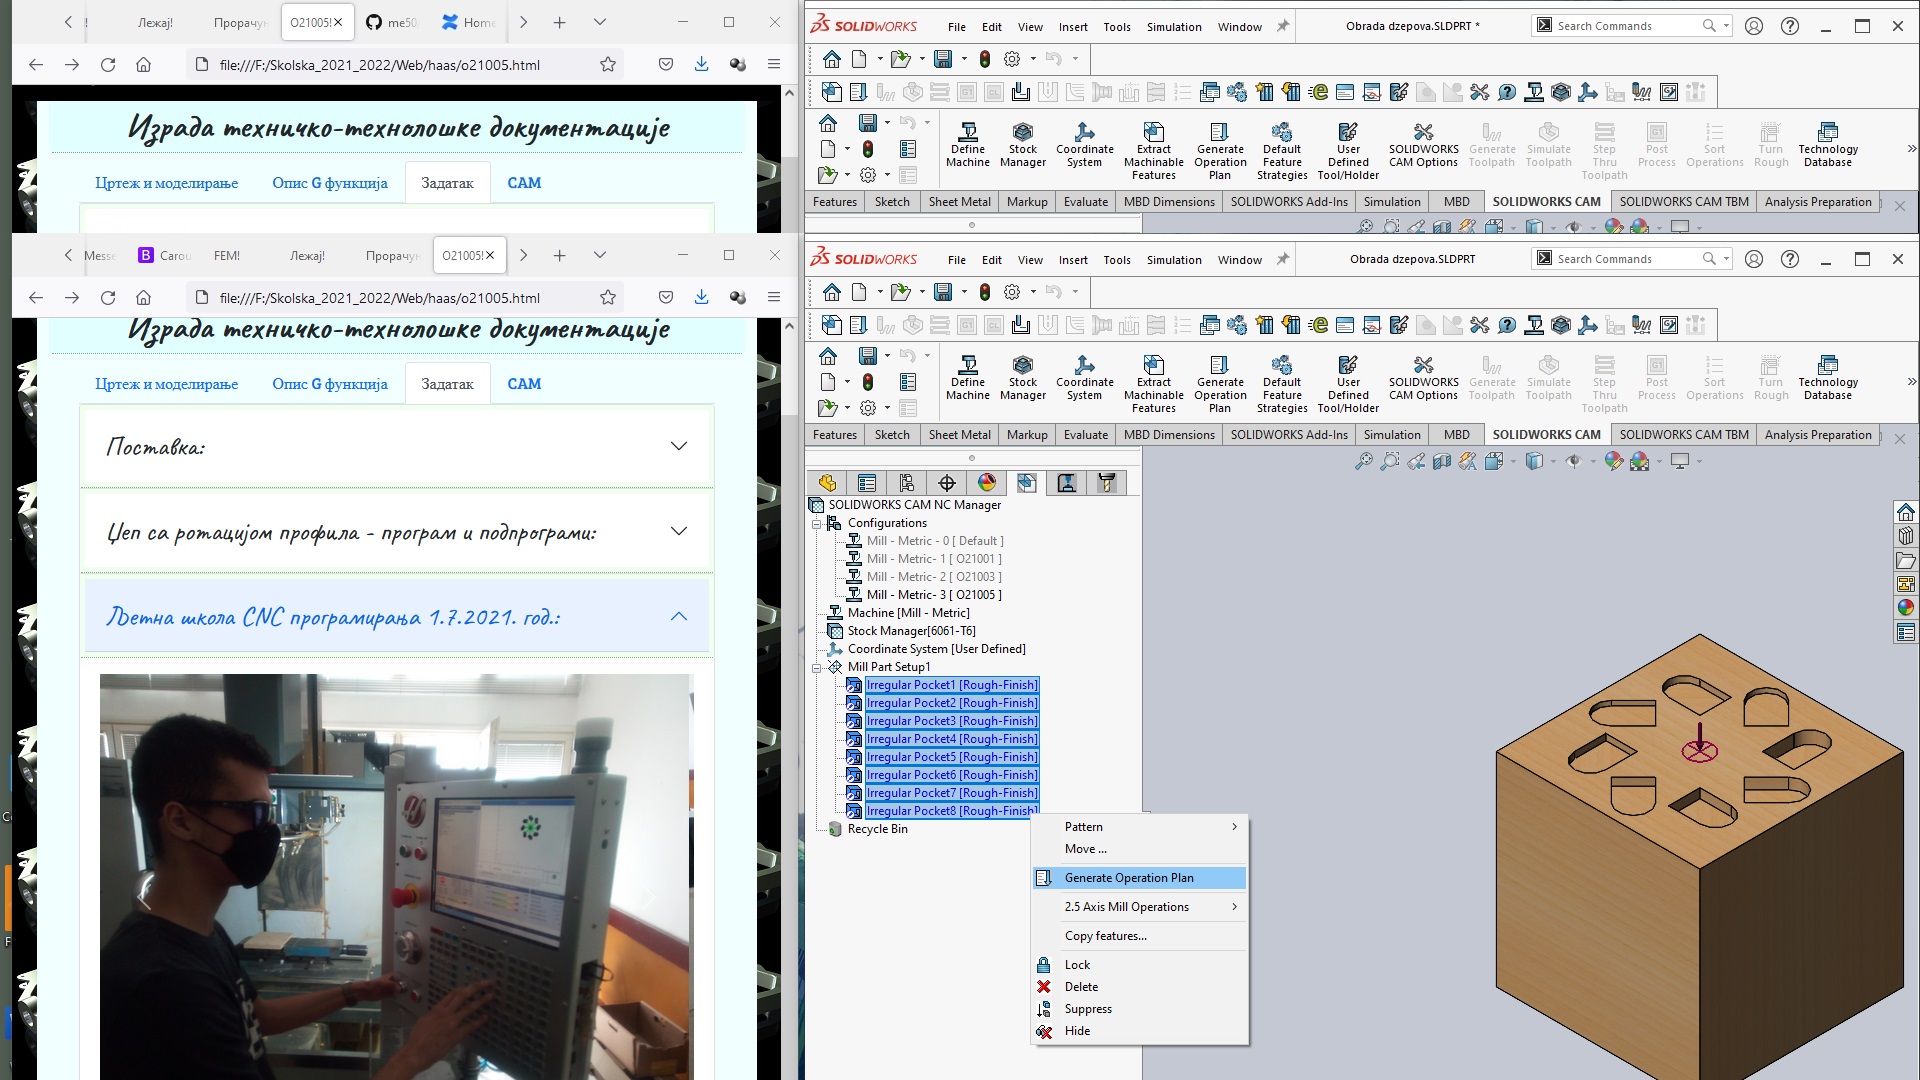 Лежај!
Прорачун
O21005!
me50
Home
file:///F:/Skolska_2021_2022/Web/haas/o21005.html
Израда техничко-технолошке документације
Цртеж и моделирање
Опис G функција
Задатак
CAM
Messe
Carou
FEM!
Лежај!
Прорачун
O21005!
file:///F:/Skolska_2021_2022/Web/haas/o21005.html
Израда техничко-технолошке документације
Цртеж и моделирање
Опис G функција
Задатак
CAM
Поставка:
Џеп са ротацијом профила - програм и подпрограми:
Љетна школа CNC програмирања 1.7.2021. год.:
SOLIDWORKS
File Edit View Insert Tools Simulation Window
Obrada dzepova.SLDPRT *
Search Commands
Define Machine
Stock Manager
Coordinate System
Extract Machinable Features
Generate Operation Plan
Default Feature Strategies
User Defined Tool/Holder
SOLIDWORKS CAM Options
Generate Toolpath
Simulate Toolpath
Step Thru Toolpath
Post Process
Sort Operations
Turn Rough
Technology Database
Features Sketch Sheet Metal Markup Evaluate MBD Dimensions SOLIDWORKS Add-Ins Simulation MBD SOLIDWORKS CAM SOLIDWORKS CAM TBM Analysis Preparation
SOLIDWORKS
File Edit View Insert Tools Simulation Window
Obrada dzepova.SLDPRT
Search Commands
Define Machine
Stock Manager
Coordinate System
Extract Machinable Features
Generate Operation Plan
Default Feature Strategies
User Defined Tool/Holder
SOLIDWORKS CAM Options
Generate Toolpath
Simulate Toolpath
Step Thru Toolpath
Post Process
Sort Operations
Turn Rough
Technology Database
Features Sketch Sheet Metal Markup Evaluate MBD Dimensions SOLIDWORKS Add-Ins Simulation MBD SOLIDWORKS CAM SOLIDWORKS CAM TBM Analysis Preparation
SOLIDWORKS CAM NC Manager
Configurations
Mill - Metric - 0 [ Default ]
Mill - Metric- 1 [ O21001 ]
Mill - Metric- 2 [ O21003 ]
Mill - Metric- 3 [ O21005 ]
Machine [Mill - Metric]
Stock Manager[6061-T6]
Coordinate System [User Defined]
Mill Part Setup1
Irregular Pocket1 [Rough-Finish]
Irregular Pocket2 [Rough-Finish]
Irregular Pocket3 [Rough-Finish]
Irregular Pocket4 [Rough-Finish]
Irregular Pocket5 [Rough-Finish]
Irregular Pocket6 [Rough-Finish]
Irregular Pocket7 [Rough-Finish]
Irregular Pocket8 [Rough-Finish]
Recycle Bin
Pattern
Move ...
Generate Operation Plan
2.5 Axis Mill Operations
Copy features...
Lock
Delete
Suppress
Hide